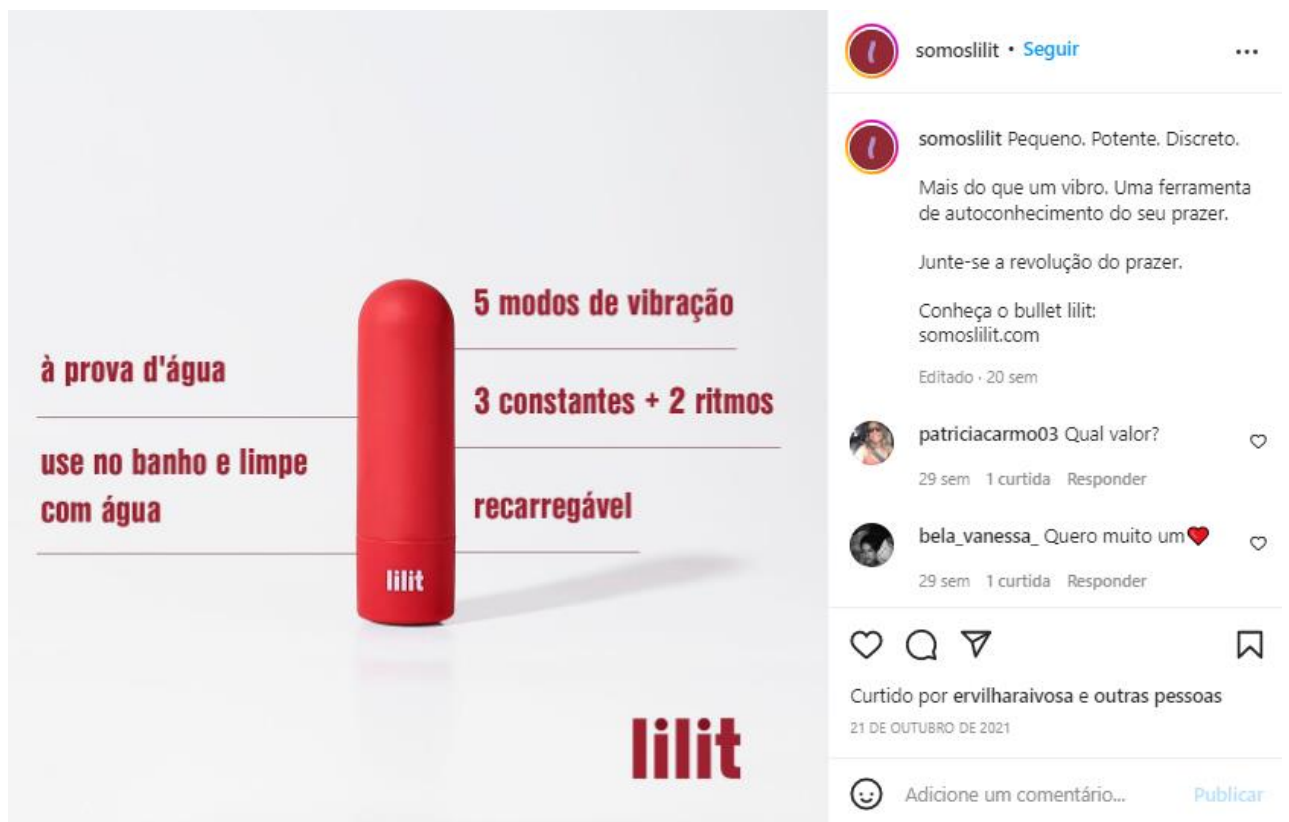 à prova d'água
use no banho e limpe
com água
5 modos de vibração
3 constantes + 2 ritmos
recarregável
lilit
lilit
somoslilit • Seguir
somoslilit Pequeno. Potente. Discreto.
Mais do que um vibro. Uma ferramenta
de autoconhecimento do seu prazer.
Junte-se a revolução do prazer.
Conheça o bullet lilit:
somoslilit.com
Editado · 20 sem
patriciacarmo03 Qual valor?
29 sem 1 curtida Responder
bela_vanessa_ Quero muito um❤️
29 sem 1 curtida Responder
Curtido por ervilharaivosa e outras pessoas
21 DE OUTUBRO DE 2021
Adicione um comentário...
Publicar